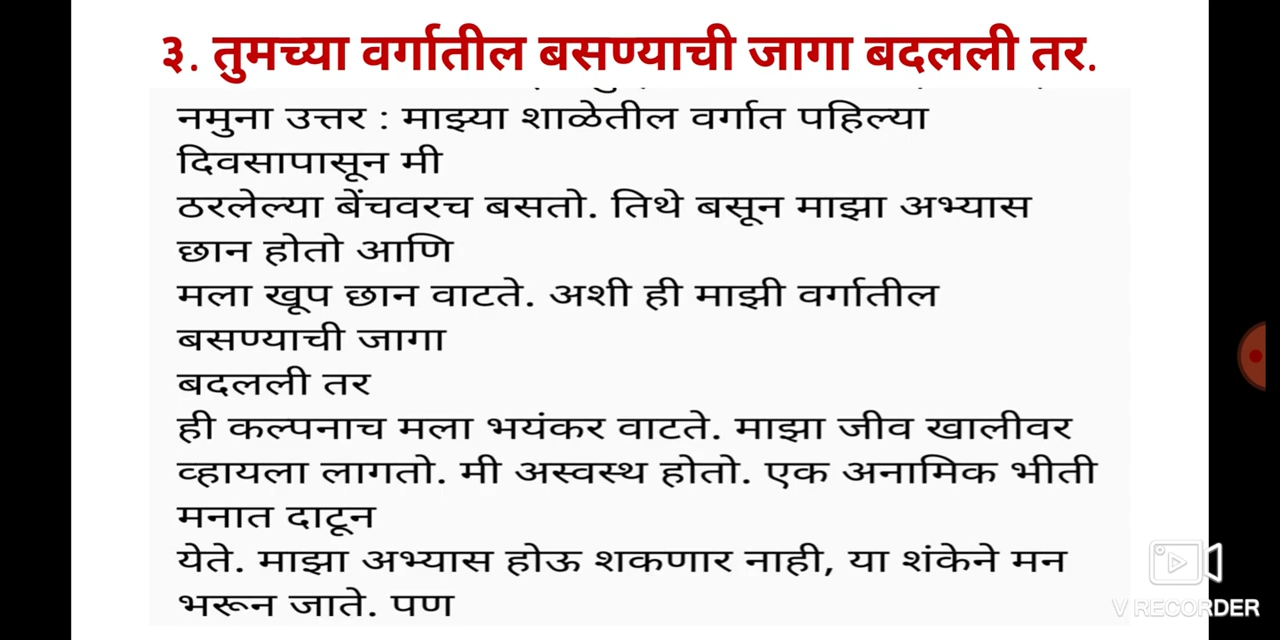 ३. तुमच्या वर्गातील बसण्याची जागा बदलली तर.
नमुना उत्तर : माझ्या शाळेतील वर्गात पहिल्या
दिवसापासून मी
ठरलेल्या बेंचवरच बसतो. तिथे बसून माझा अभ्यास
छान होतो आणि
मला खूप छान वाटते. अशी ही माझी वर्गातील
बसण्याची जागा
बदलली तर
ही कल्पनाच मला भयंकर वाटते. माझा जीव खालीवर
व्हायला लागतो. मी अस्वस्थ होतो. एक अनामिक भीती
मनात दाटून
येते. माझा अभ्यास होऊ शकणार नाही, या शंकेने मन
भरून जाते. पण
V RECORDER